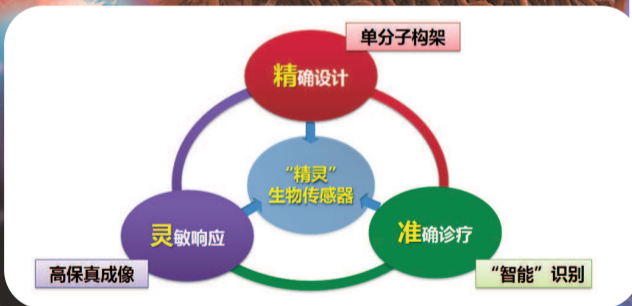 单分子构架
精确设计
“精灵”
生物传感器
灵敏响应
准确诊疗
高保真成像
“智能”识别